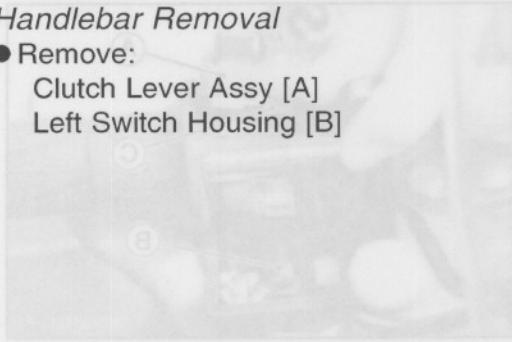 Handlebar Removal
● Remove:
Clutch Lever Assy [A]
Left Switch Housing [B]